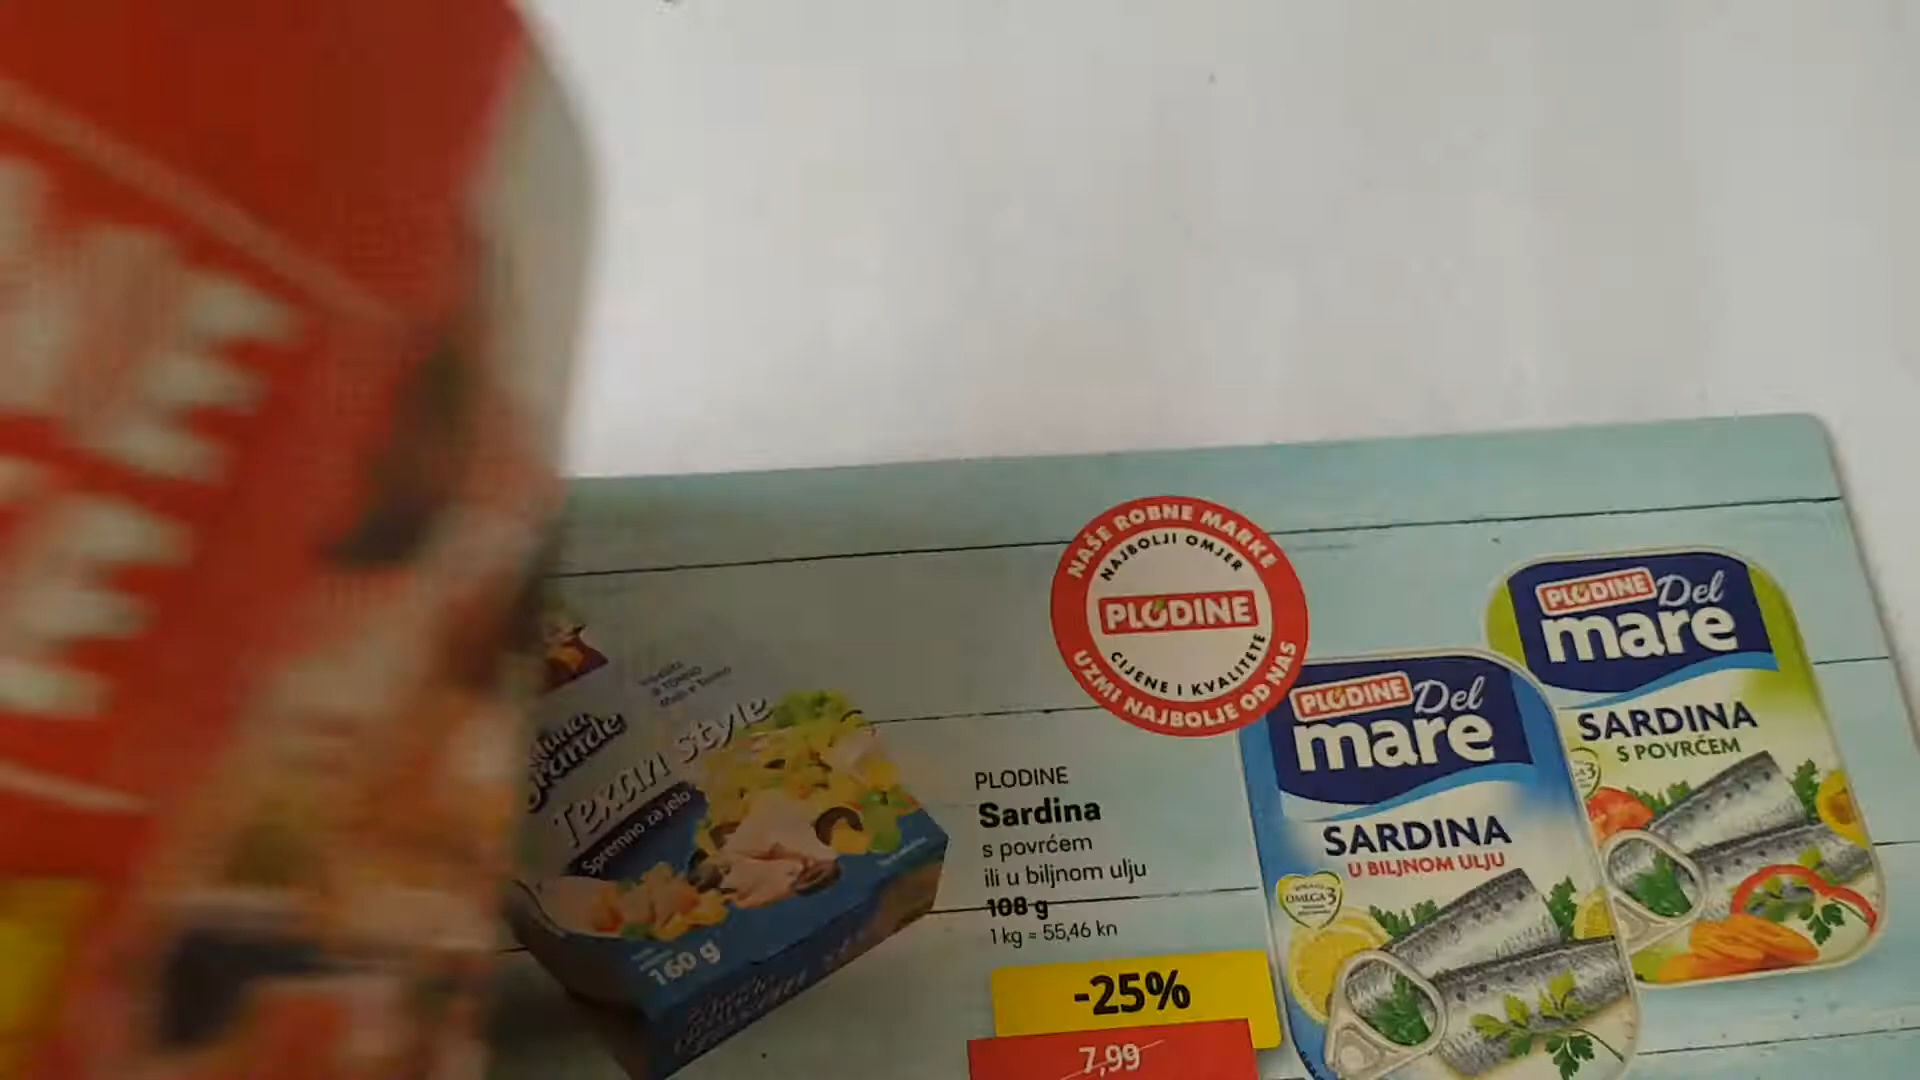 NAŠE ROBNE MARKE
NAJBOLJI OMJER
PLODINE
CIJENE I KVALITETE
UZMI NAJBOLJE OD NAS
PLODINE Del
mare
SARDINA
S POVRĆEM
PLODINE Del
mare
SARDINA
U BILJNOM ULJU
OMEGA 3
Texan style
Spremno za jelo
160 g
PLODINE
Sardina
s povrćem
ili u biljnom ulju
108 g
1 kg = 55,46 kn
-25%
7,99